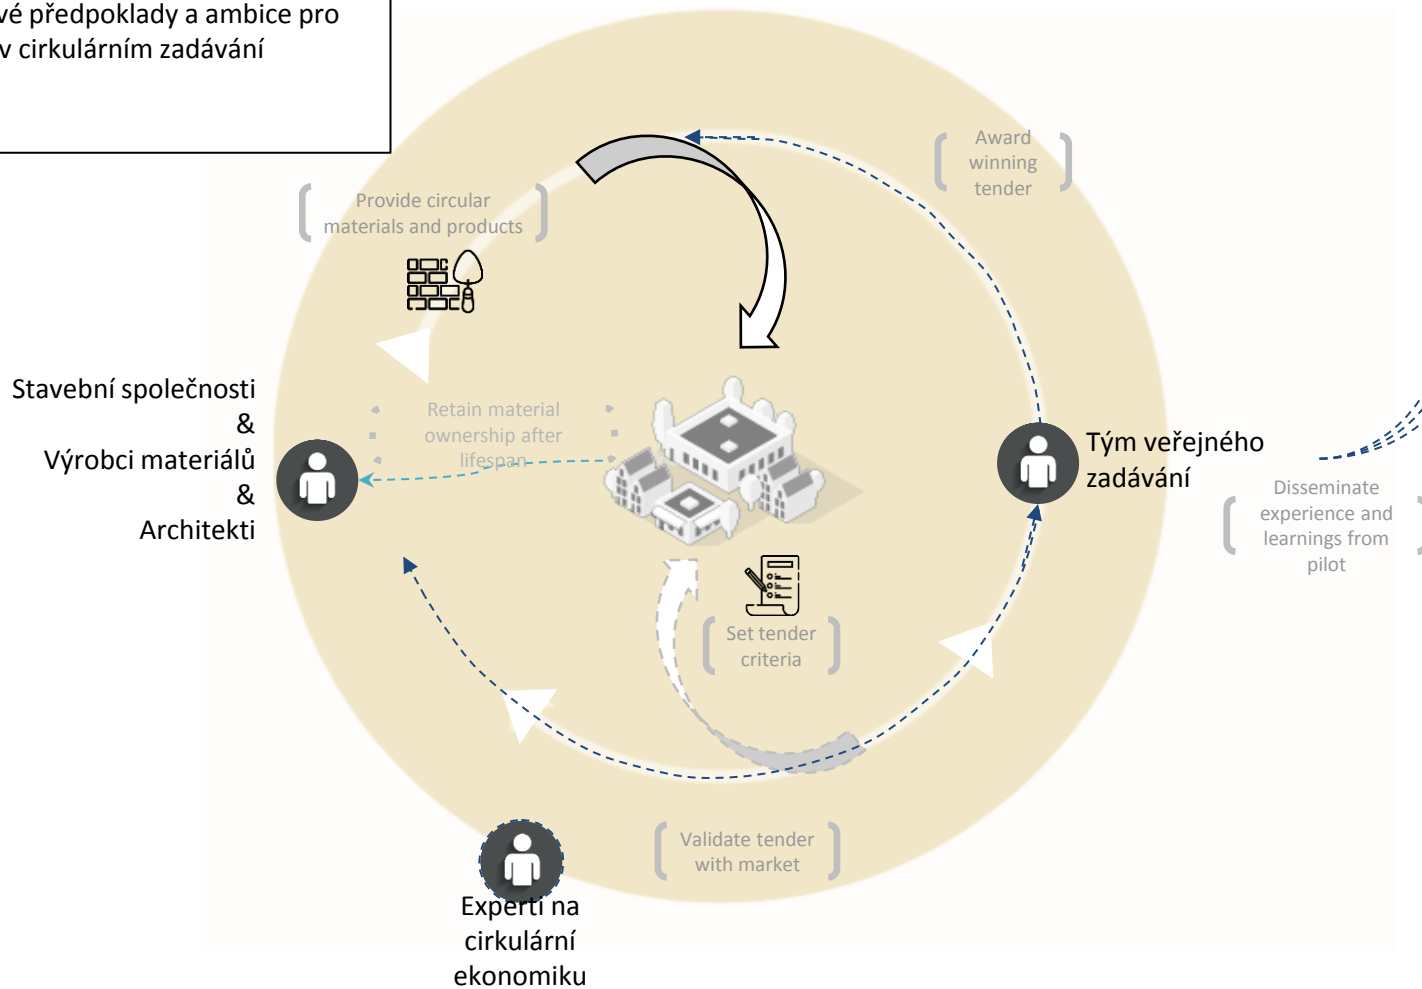 vé předpoklady a ambice pro
v cirkulárním zadávání
Award
winning
tender
Provide circular
materials and products
Stavební společnosti
&
Výrobci materiálů
&
Architekti
Retain material
ownership after
lifespan
Tým veřejného
zadávání
Disseminate
experience and
learnings from
pilot
Set tender
criteria
Validate tender
with market
Experti na
cirkulární
ekonomiku